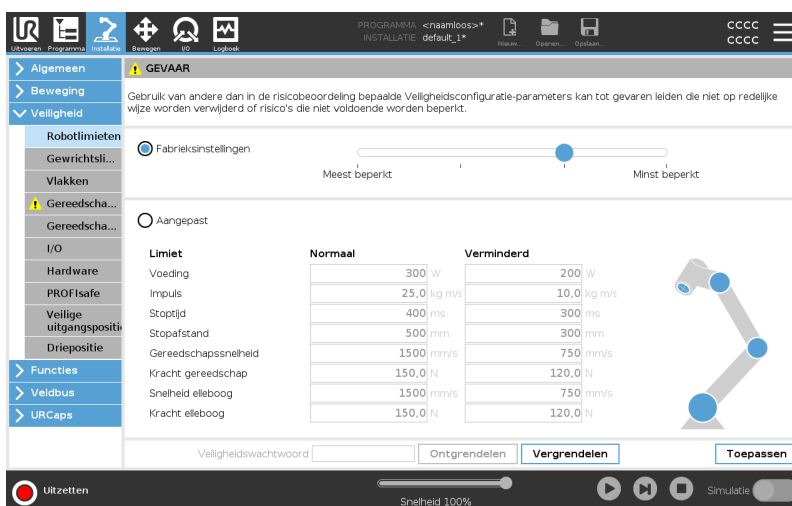 PROGRAMMA <naamloos>*
INSTALLATIE default_1*
Uitvoeren Programma Installatie Bewegen I/O Logboek
Nieuw... Openen... Opslaan...
CCCC
CCCC
Algemeen
Beweging
Veiligheid
Robotlimieten
Gewrichtsli...
Vlakken
Gereedscha...
Gereedscha...
I/O
Hardware
PROFIsafe
Veilige
uitgangspositi
Driepositie
Functies
Veldbus
URCaps
GEVAAR
Gebruik van andere dan in de risicobeoordeling bepaalde Veiligheidsconfiguratie-parameters kan tot gevaren leiden die niet op redelijke
wijze worden verwijderd of risico's die niet voldoende worden beperkt.
Fabrieksinstellingen
Meest beperkt Minst beperkt
Aangepast
Limiet Normaal Verminderd
Voeding 300 W 200 W
Impuls 25,0 kg m/s 10,0 kg m/s
Stoptijd 400 ms 300 ms
Stopafstand 500 mm 300 mm
Gereedschapssnelheid 1500 mm/s 750 mm/s
Kracht gereedschap 150,0 N 120,0 N
Snelheid elleboog 1500 mm/s 750 mm/s
Kracht elleboog 150,0 N 120,0 N
Veiligheidswachtwoord Ontgrendelen Vergrendelen Toepassen
Uitzetten
Snelheid 100%
Simulatie